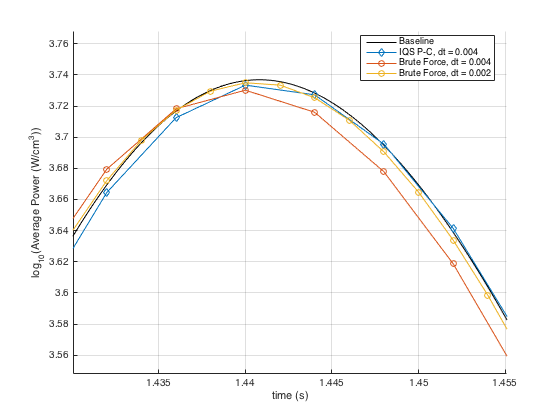 3.76
3.74
3.72
3.7
3.68
3.66
3.64
3.62
3.6
3.58
3.56
log10(Average Power (W/cm3))
Baseline
IQS P-C, dt = 0.004
Brute Force, dt = 0.004
Brute Force, dt = 0.002
1.435
1.44
1.445
1.45
1.455
time (s)